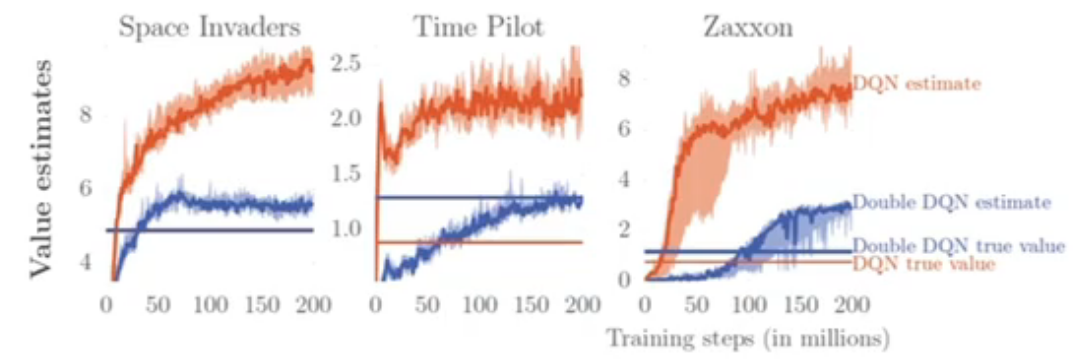 Space Invaders
Time Pilot
Zaxxon
Value estimates
8
6
4
0 50 100 150 200
2.5
2.0
1.5
1.0
0 50 100 150 200
8
6
4
2
0
0 50 100 150 200
DQN estimate
Double DQN estimate
Double DQN true value
DQN true value
Training steps (in millions)